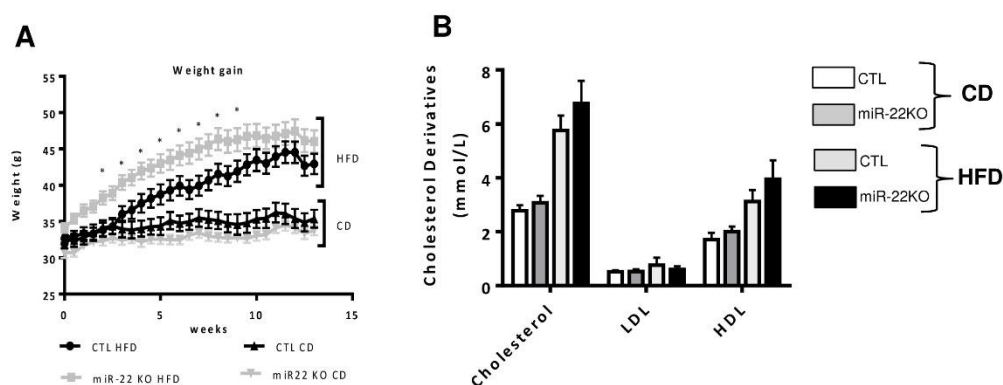 A
Weight gain
Weight (g)
55
50
45
40
35
30
25
* * * * * * * *
HFD
CD
0 5 10 15
weeks
CTL HFD
CTL CD
miR-22 KO HFD
miR22 KO CD
B
Cholesterol Derivatives
(mmol/L)
8
6
4
2
0
Cholesterol
LDL
HDL
CTL
miR-22KO
CD
CTL
miR-22KO
HFD